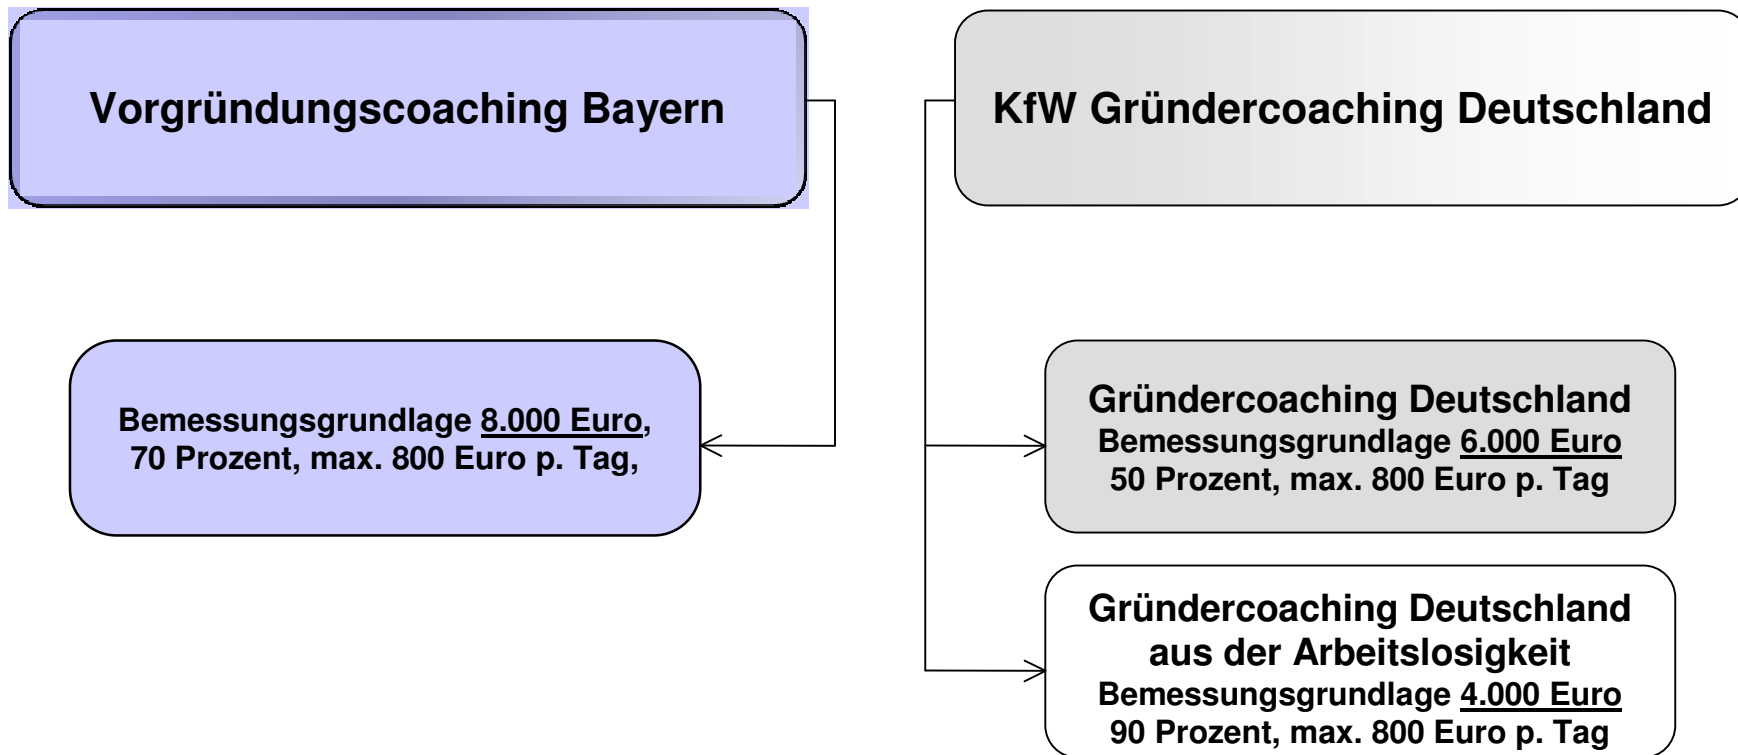 Vorgründungscoaching Bayern
KfW Gründercoaching Deutschland
Bemessungsgrundlage 8.000 Euro,
70 Prozent, max. 800 Euro p. Tag,
Gründercoaching Deutschland
Bemessungsgrundlage 6.000 Euro
50 Prozent, max. 800 Euro p. Tag
Gründercoaching Deutschland
aus der Arbeitslosigkeit
Bemessungsgrundlage 4.000 Euro
90 Prozent, max. 800 Euro p. Tag